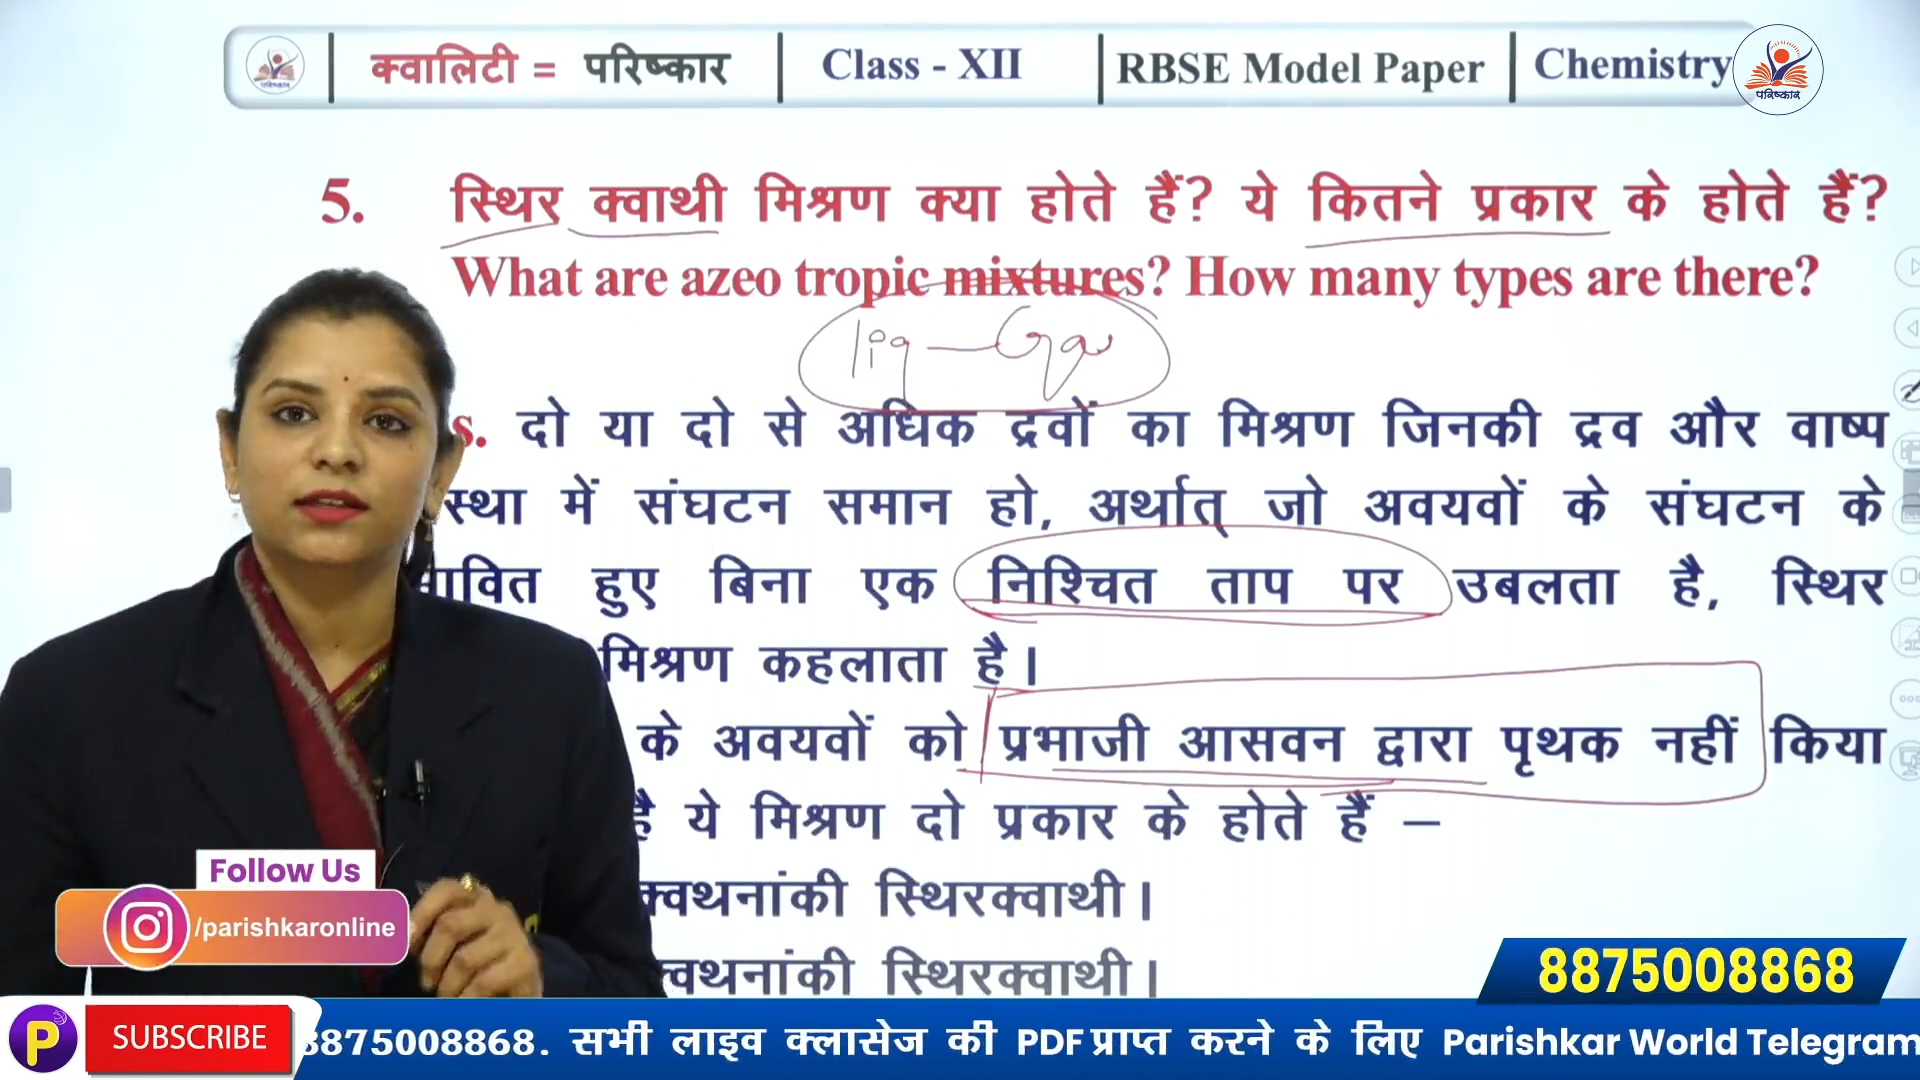 क्वालिटी = परिष्कार Class - XII RBSE Model Paper Chemistry
परिष्कार
5. स्थिर क्वाथी मिश्रण क्या होते हैं? ये कितने प्रकार के होते हैं?
What are azeo tropic mixtures? How many types are there?
liq
s. दो या दो से अधिक द्रवों का मिश्रण जिनकी द्रव और वाष्प
स्था में संघटन समान हो, अर्थात् जो अवयवों के संघटन के
हुए बिना एक निश्चित ताप पर उबलता है, स्थिर
मिश्रण कहलाता है।
के अवयवों को प्रभाजी आसवन द्वारा पृथक नहीं किया
है ये मिश्रण दो प्रकार के होते हैं –
क्वथनांकी स्थिरक्वाथी।
क्वथनांकी स्थिरक्वाथी।
Follow Us
/parishkaronline
8875008868
P SUBSCRIBE 8875008868. सभी लाइव क्लासेज की PDF प्राप्त करने के लिए Parishkar World Telegram